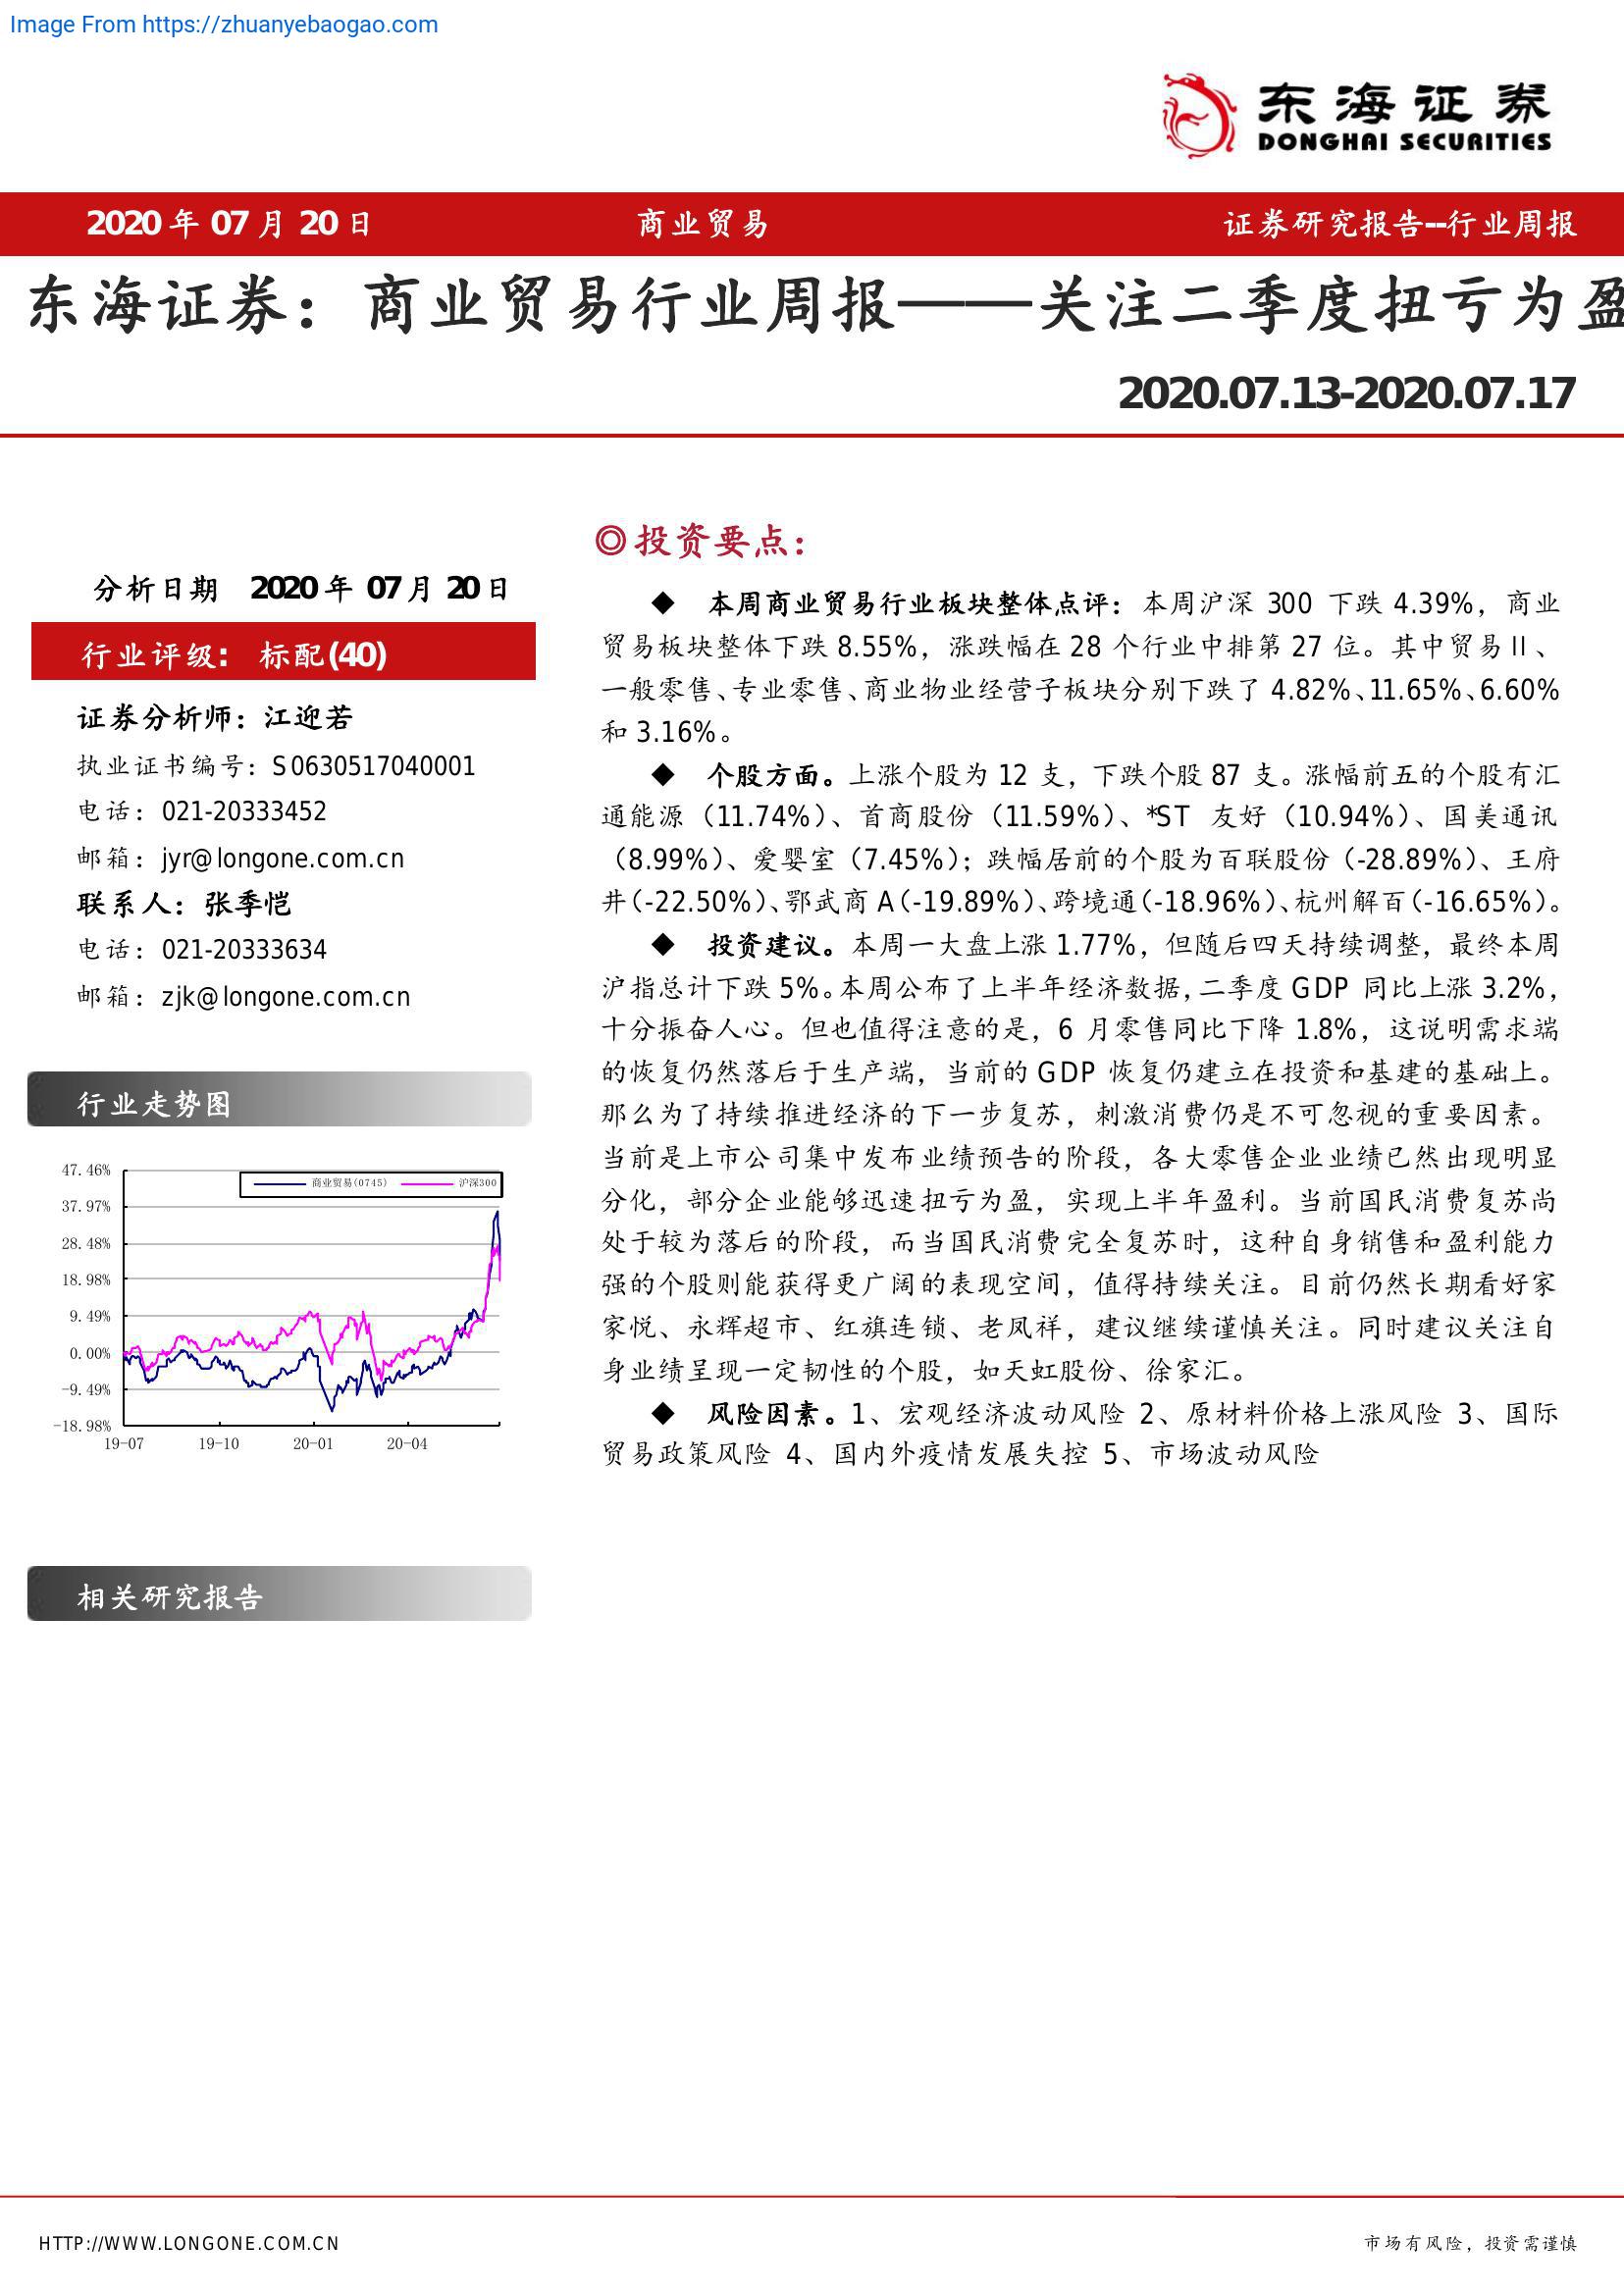 Image From https://zhuanyebaogao.com
东海证券
DONGHAI SECURITIES
2020 年 07 月 20 日 商业贸易 证券研究报告--行业周报
东海证券：商业贸易行业周报——关注二季度扭亏为盈
2020.07.13-2020.07.17
分析日期 2020 年 07 月 20 日
行业评级： 标配(40)
证券分析师：江迎若
执业证书编号：S0630517040001
电话：021-20333452
邮箱：jyr@longone.com.cn
联系人：张季恺
电话：021-20333634
邮箱：zjk@longone.com.cn
行业走势图
47.46%
37.97%
28.48%
18.98%
9.49%
0.00%
-9.49%
-18.98%
商业贸易(0745) 沪深300
19-07 19-10 20-01 20-04
相关研究报告
◎投资要点：
◆ 本周商业贸易行业板块整体点评：本周沪深 300 下跌 4.39%，商业
贸易板块整体下跌 8.55%，涨跌幅在 28 个行业中排第 27 位。其中贸易Ⅱ、
一般零售、专业零售、商业物业经营子板块分别下跌了 4.82%、11.65%、6.60%
和 3.16%。
◆ 个股方面。上涨个股为 12 支，下跌个股 87 支。涨幅前五的个股有汇
通能源（11.74%）、首商股份（11.59%）、*ST 友好（10.94%）、国美通讯
（8.99%）、爱婴室（7.45%）；跌幅居前的个股为百联股份（-28.89%）、王府
井（-22.50%）、鄂武商 A（-19.89%）、跨境通（-18.96%）、杭州解百（-16.65%）。
◆ 投资建议。本周一大盘上涨 1.77%，但随后四天持续调整，最终本周
沪指总计下跌 5%。本周公布了上半年经济数据，二季度 GDP 同比上涨 3.2%，
十分振奋人心。但也值得注意的是，6 月零售同比下降 1.8%，这说明需求端
的恢复仍然落后于生产端，当前的 GDP 恢复仍建立在投资和基建的基础上。
那么为了持续推进经济的下一步复苏，刺激消费仍是不可忽视的重要因素。
当前是上市公司集中发布业绩预告的阶段，各大零售企业业绩已然出现明显
分化，部分企业能够迅速扭亏为盈，实现上半年盈利。当前国民消费复苏尚
处于较为落后的阶段，而当国民消费完全复苏时，这种自身销售和盈利能力
强的个股则能获得更广阔的表现空间，值得持续关注。目前仍然长期看好家
家悦、永辉超市、红旗连锁、老凤祥，建议继续谨慎关注。同时建议关注自
身业绩呈现一定韧性的个股，如天虹股份、徐家汇。
◆ 风险因素。1、宏观经济波动风险 2、原材料价格上涨风险 3、国际
贸易政策风险 4、国内外疫情发展失控 5、市场波动风险
HTTP://WWW.LONGONE.COM.CN 市场有风险，投资需谨慎